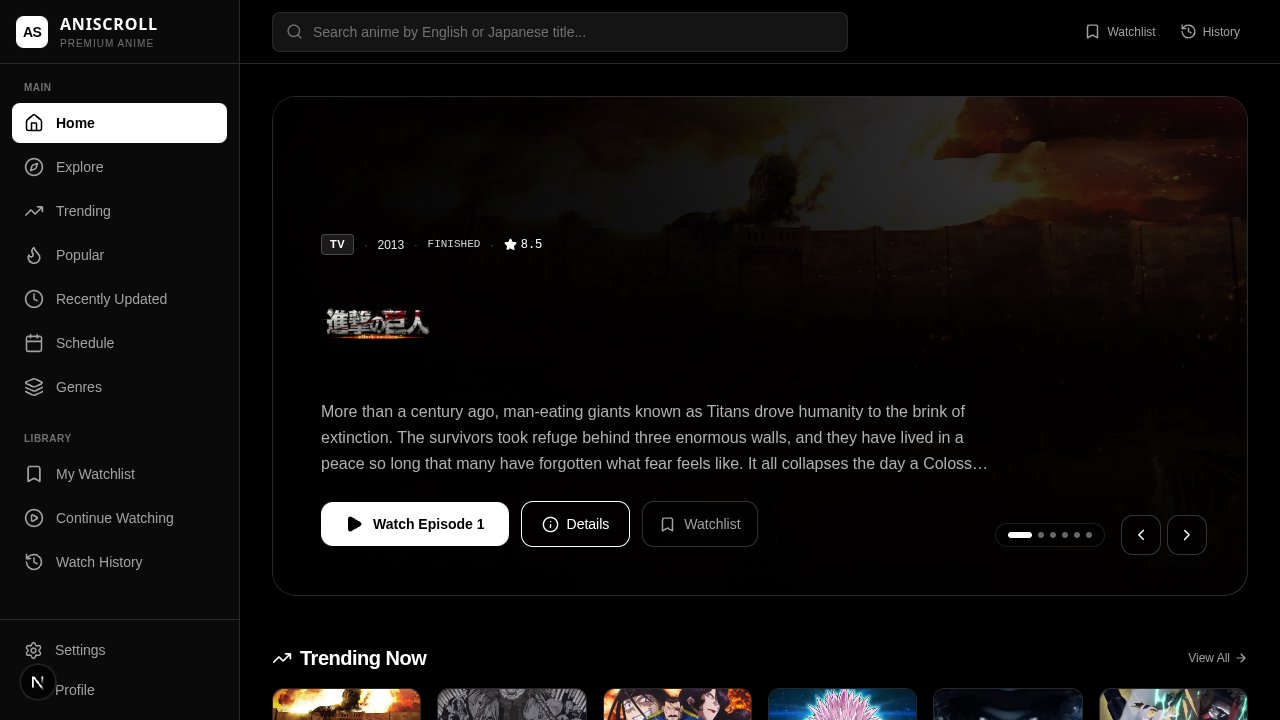 AS
ANISCROLL
PREMIUM ANIME
Search anime by English or Japanese title...
Watchlist
History
MAIN
Home
Explore
Trending
Popular
Recently Updated
Schedule
Genres
LIBRARY
My Watchlist
Continue Watching
Watch History
Settings
N
Profile
TV · 2013 · FINISHED · 8.5
進撃の巨人
More than a century ago, man-eating giants known as Titans drove humanity to the brink of
extinction. The survivors took refuge behind three enormous walls, and they have lived in a
peace so long that many have forgotten what fear feels like. It all collapses the day a Coloss…
Watch Episode 1
Details
Watchlist
Trending Now
View All